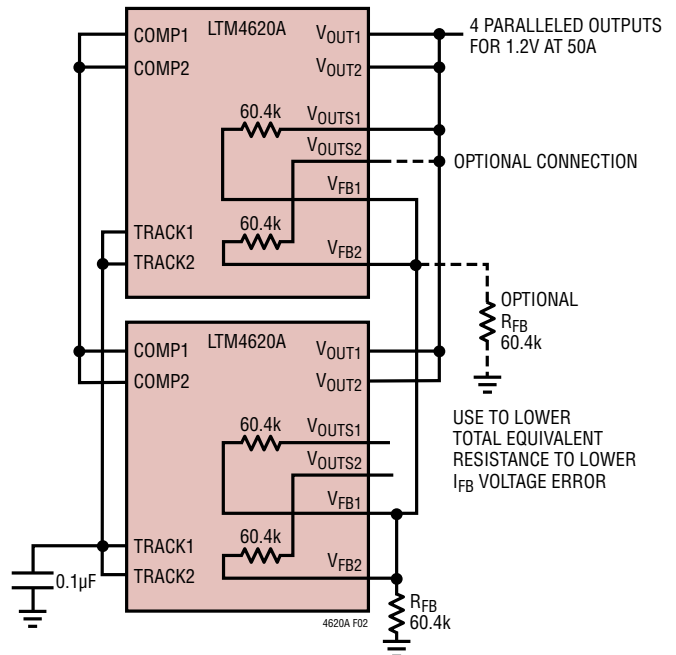 COMP1
LTM4620A
VOUT1
4 PARALLELED OUTPUTS
FOR 1.2V AT 50A
COMP2
VOUT2
60.4k
VOUTS1
VOUTS2
OPTIONAL CONNECTION
VFB1
60.4k
TRACK1
TRACK2
VFB2
OPTIONAL
RFB
60.4k
COMP1
LTM4620A
VOUT1
COMP2
VOUT2
USE TO LOWER
TOTAL EQUIVALENT
RESISTANCE TO LOWER
IFB VOLTAGE ERROR
60.4k
VOUTS1
VOUTS2
VFB1
60.4k
TRACK1
TRACK2
VFB2
0.1µF
RFB
60.4k
4620A F02